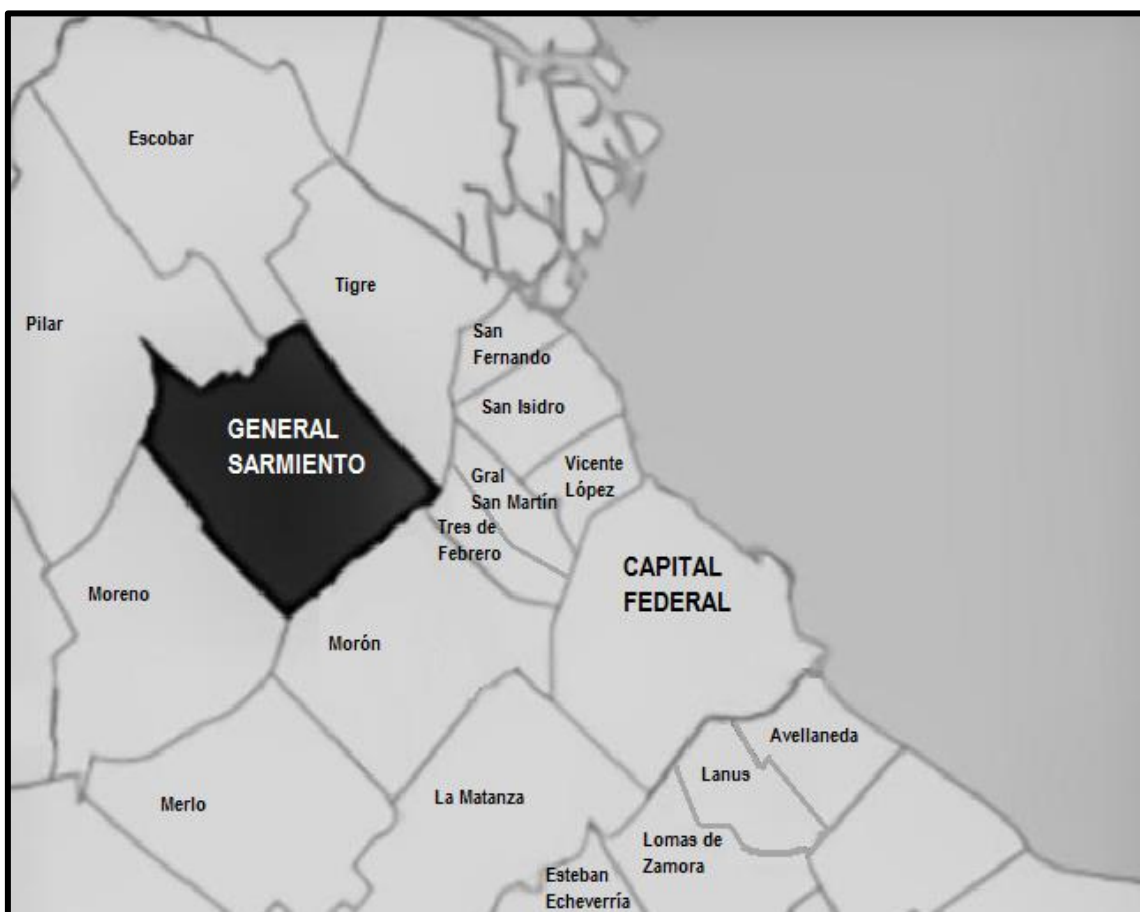 Escobar
Tigre
Pilar
San
Fernando
San Isidro
GENERAL
SARMIENTO
Vicente
López
Gral
San Martín
Tres de
Febrero
CAPITAL
FEDERAL
Moreno
Morón
Avellaneda
Lanus
Merlo
La Matanza
Lomas de
Zamora
Esteban
Echeverría